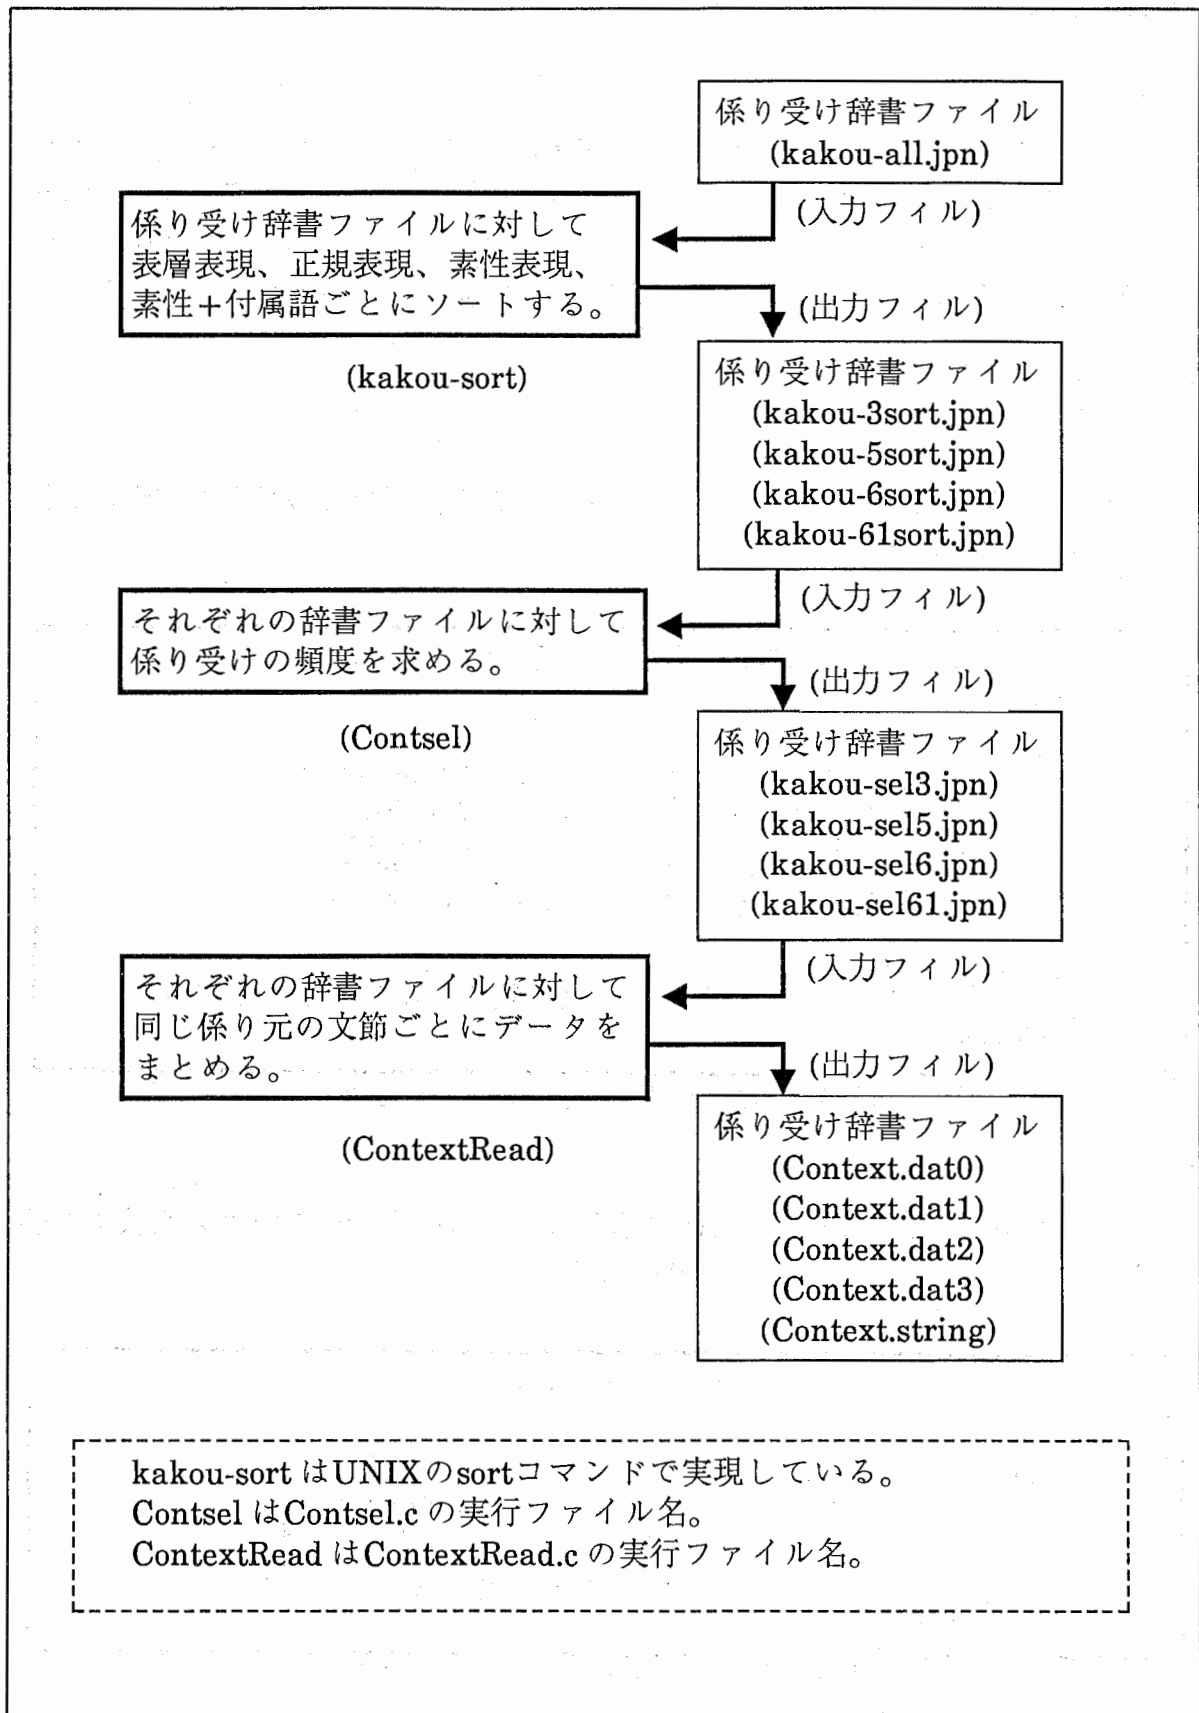 係り受け辞書ファイル
(kakou-all.jpn)
(入力フィル)
係り受け辞書ファイルに対して
表層表現、正規表現、素性表現、
素性+付属語ごとにソートする。
(kakou-sort)
(出力フィル)
係り受け辞書ファイル
(kakou-3sort.jpn)
(kakou-5sort.jpn)
(kakou-6sort.jpn)
(kakou-61sort.jpn)
(入力フィル)
それぞれの辞書ファイルに対して
係り受けの頻度を求める。
(Contsel)
(出力フィル)
係り受け辞書ファイル
(kakou-sel3.jpn)
(kakou-sel5.jpn)
(kakou-sel6.jpn)
(kakou-sel61.jpn)
(入力フィル)
それぞれの辞書ファイルに対して
同じ係り元の文節ごとにデータを
まとめる。
(ContextRead)
(出力フィル)
係り受け辞書ファイル
(Context.dat0)
(Context.dat1)
(Context.dat2)
(Context.dat3)
(Context.string)
kakou-sort はUNIXのsortコマンドで実現している。
Contsel はContsel.c の実行ファイル名。
ContextRead はContextRead.c の実行ファイル名。